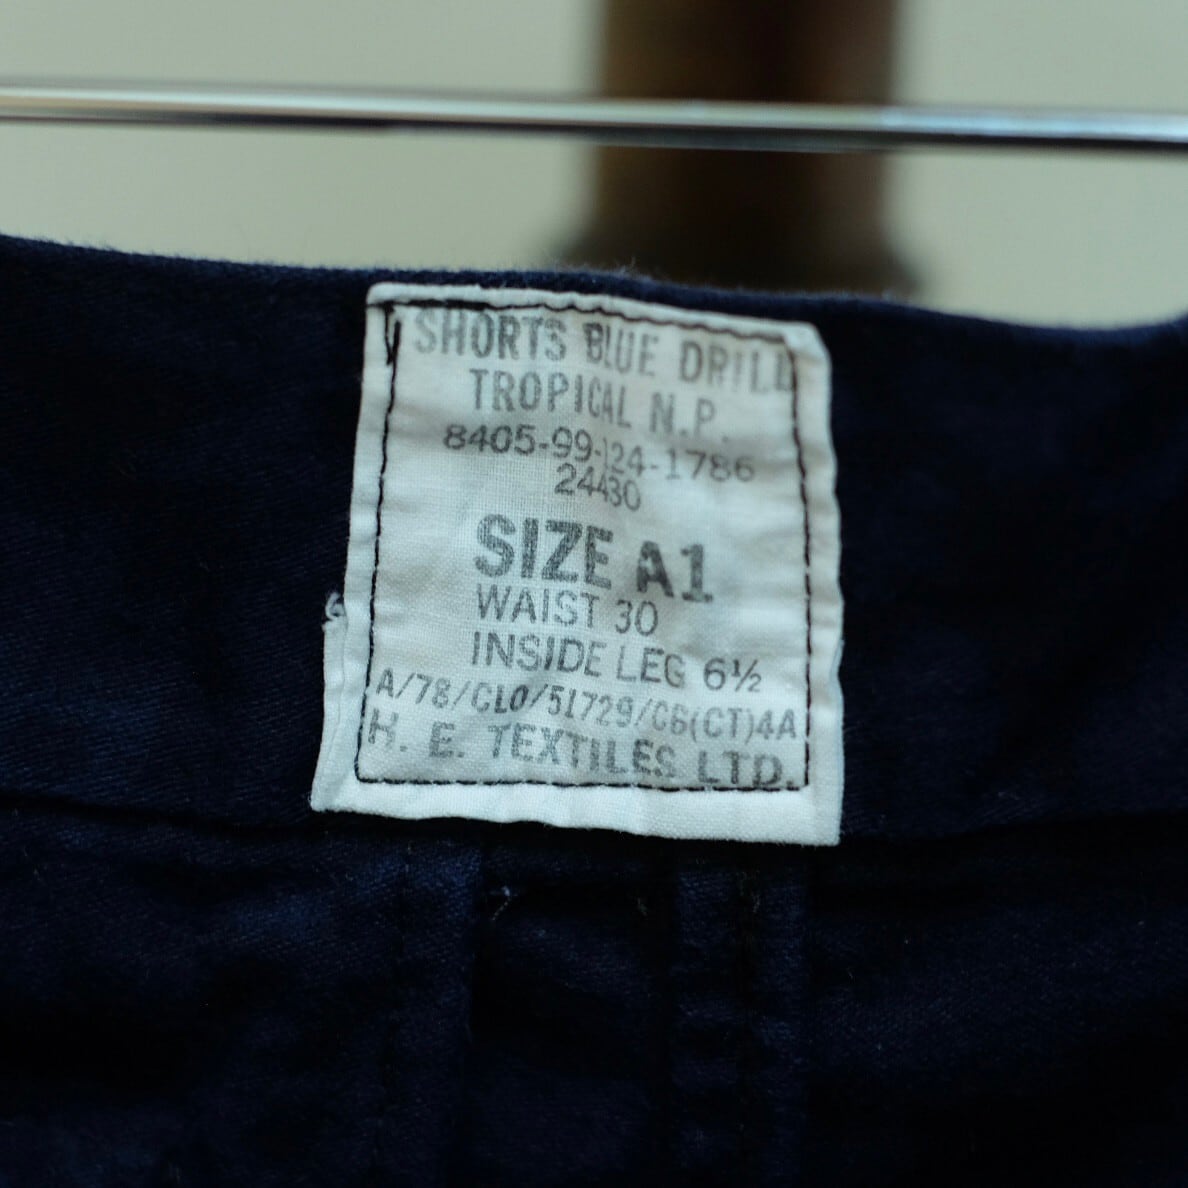 SHORTS BLUE DRILL
TROPICAL N.P.
8405-99-124-1786
24430
SIZE A1
WAIST 30
INSIDE LEG 6½
A/78/CLO/51729/C6(CT)4A
H. E. TEXTILES LTD.